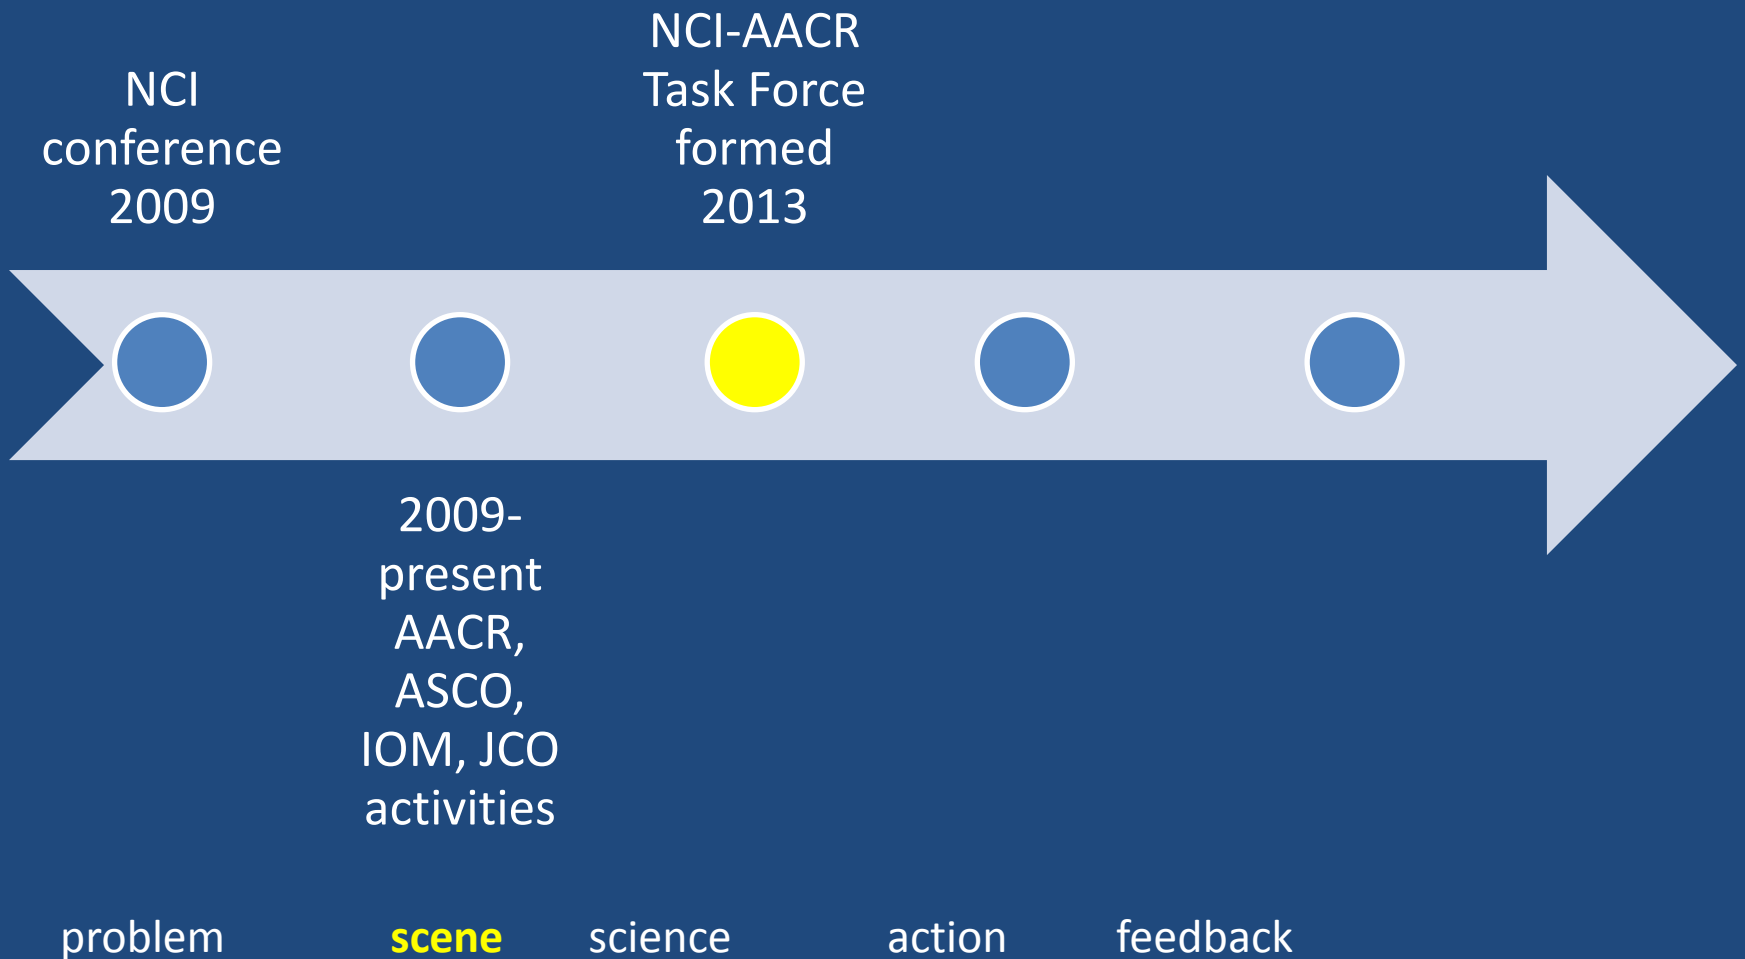 NCI
conference
2009
NCI-AACR
Task Force
formed
2013
2009-
present
AACR,
ASCO,
IOM, JCO
activities
problem scene science action feedback